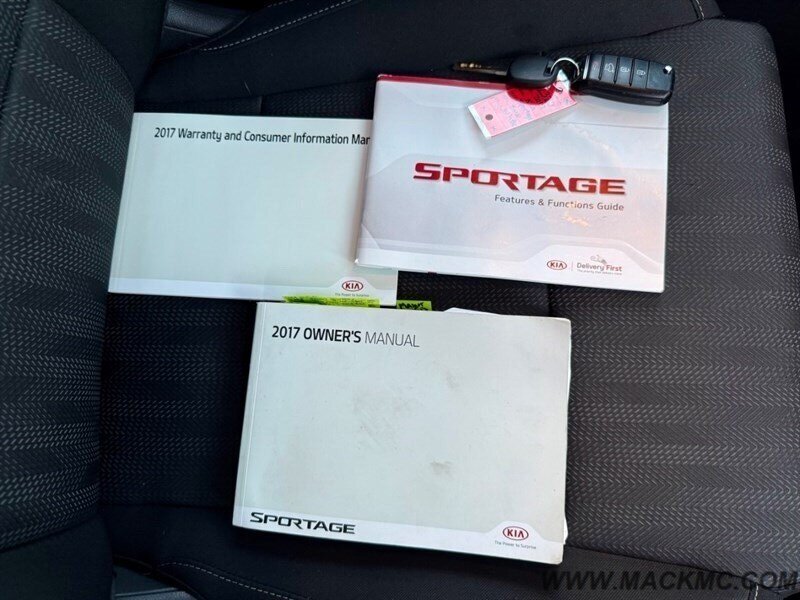 2017 Warranty and Consumer Information Man
KIA
The Power to Surprise
SPORTAGE
Features & Functions Guide
KIA
Delivery First
2017 OWNER'S MANUAL
SPORTAGE
KIA
The Power to Surprise
WWW.MACKMC.COM